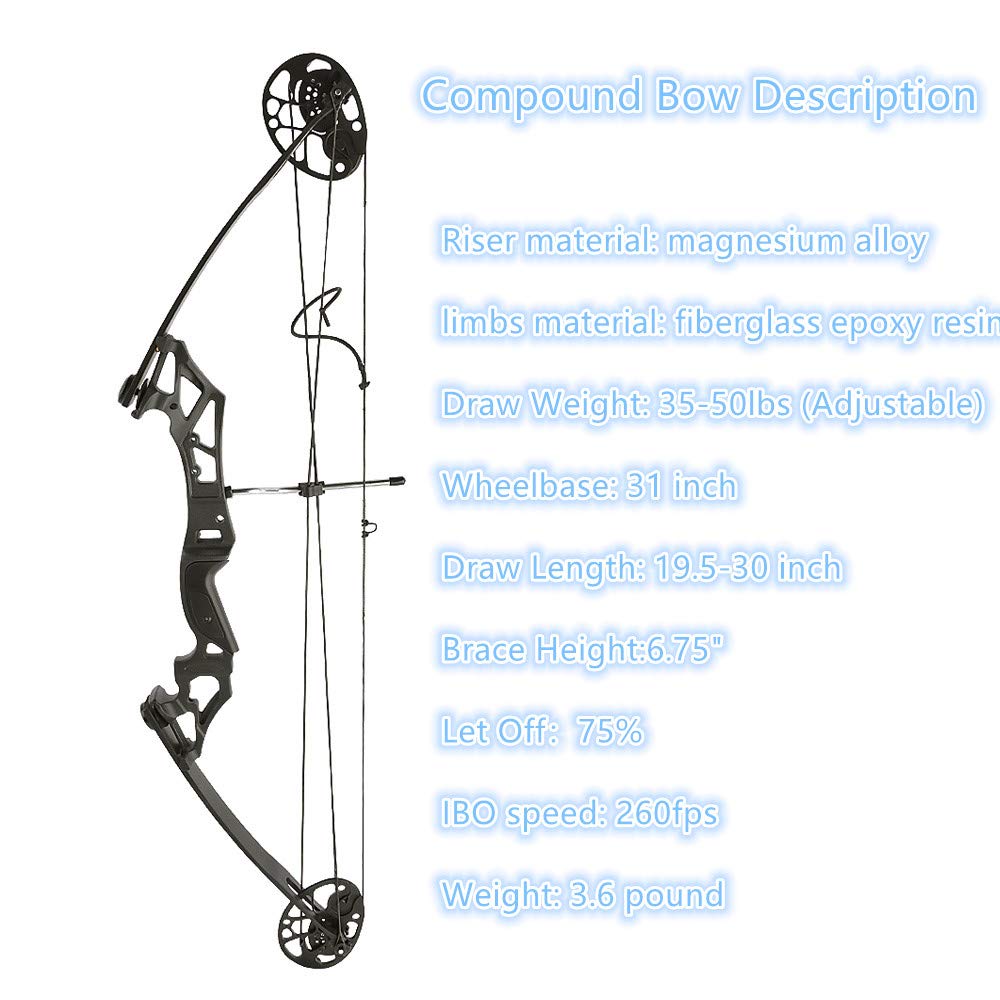 Compound Bow Description
Riser material: magnesium alloy
limbs material: fiberglass epoxy resin
Draw Weight: 35-50lbs (Adjustable)
Wheelbase: 31 inch
Draw Length: 19.5-30 inch
Brace Height:6.75"
Let Off: 75%
IBO speed: 260fps
Weight: 3.6 pound